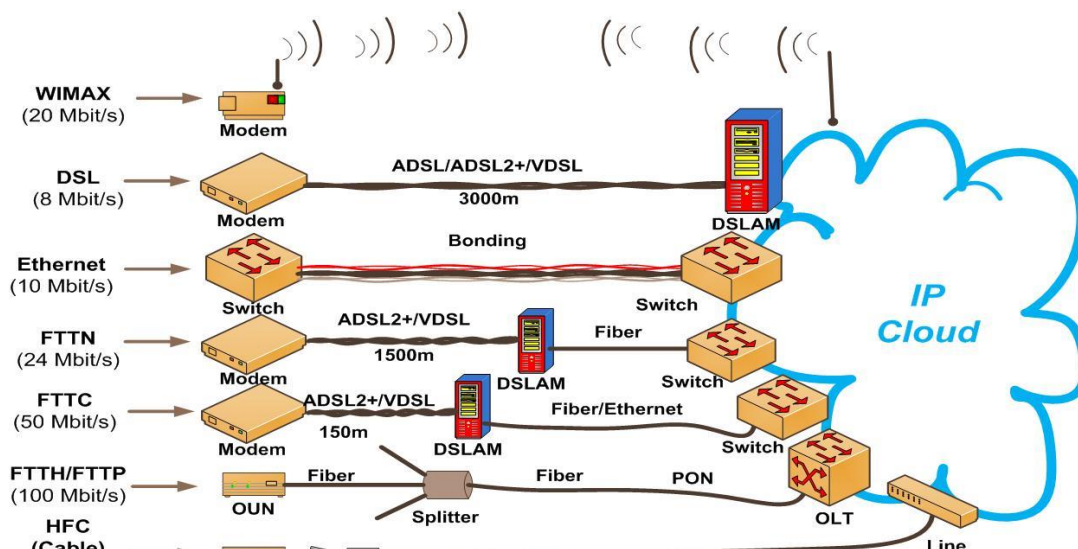 WIMAX
(20 Mbit/s)
Modem
DSL
(8 Mbit/s)
Modem
ADSL/ADSL2+/VDSL
3000m
DSLAM
Ethernet
(10 Mbit/s)
Switch
Bonding
Switch
IP
Cloud
FTTN
(24 Mbit/s)
Modem
ADSL2+/VDSL
1500m
DSLAM
Fiber
Switch
FTTC
(50 Mbit/s)
Modem
ADSL2+/VDSL
150m
DSLAM
Fiber/Ethernet
Switch
FTTH/FTTP
(100 Mbit/s)
OUN
Fiber
Splitter
Fiber
PON
OLT
HFC
(Cable)
Line